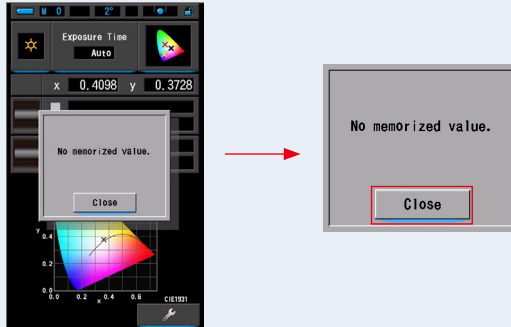 M 0 2°
Exposure Time
Auto
x 0.4098 y 0.3728
No memorized value.
Close
y
0.4
0.2
0.0
0.0 0.2 x 0.4 0.6 CIE1931
No memorized value.
Close